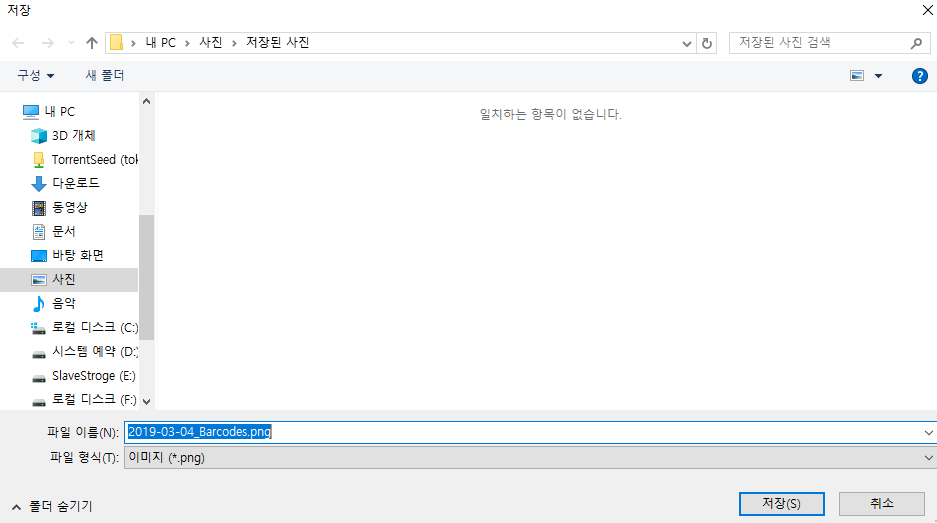 저장
내 PC › 사진 › 저장된 사진
저장된 사진 검색
구성
새 폴더
?
내 PC
3D 개체
TorrentSeed (tok
다운로드
동영상
문서
바탕 화면
사진
음악
로컬 디스크 (C:)
시스템 예약 (D:)
SlaveStroge (E:)
로컬 디스크 (F:)
일치하는 항목이 없습니다.
파일 이름(N): 2019-03-04_Barcodes.png
파일 형식(T): 이미지 (*.png)
폴더 숨기기
저장(S)
취소